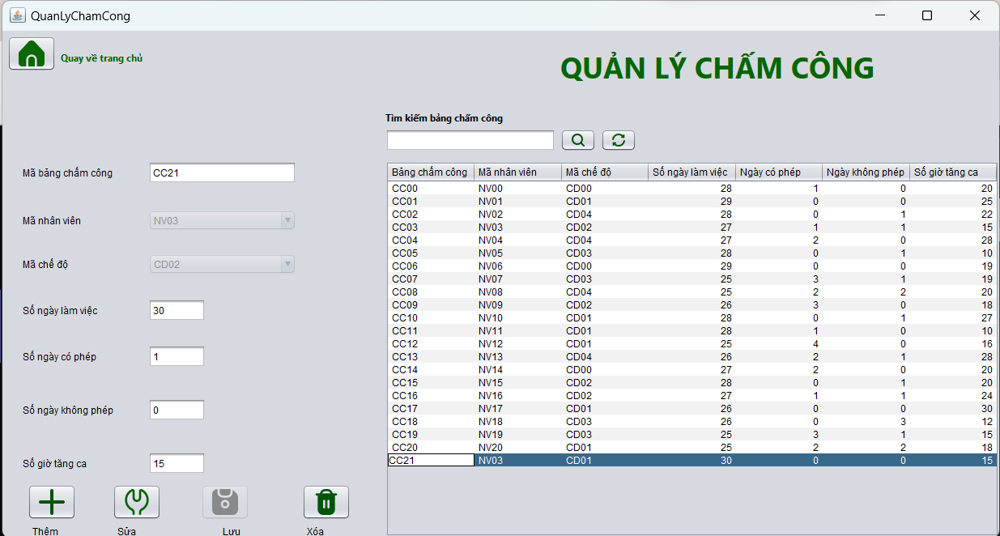 QuanLyChamCong
Quay về trang chủ
QUẢN LÝ CHẤM CÔNG
Tìm kiếm bảng chấm công
Mã bảng chấm công CC21
Mã nhân viên NV03
Mã chế độ CD02
Số ngày làm việc 30
Số ngày có phép 1
Số ngày không phép 0
Số giờ tăng ca 15
Thêm Sửa Lưu Xóa
Bảng chấm công Mã nhân viên Mã chế độ Số ngày làm việc Ngày có phép Ngày không phép Số giờ tăng ca
CC00 NV00 CD00 28 1 0 20
CC01 NV01 CD01 29 0 0 25
CC02 NV02 CD04 28 0 1 22
CC03 NV03 CD02 27 1 1 15
CC04 NV04 CD04 27 2 0 28
CC05 NV05 CD03 28 0 1 10
CC06 NV06 CD00 29 0 0 19
CC07 NV07 CD03 25 3 1 19
CC08 NV08 CD04 25 2 2 20
CC09 NV09 CD02 26 3 0 18
CC10 NV10 CD01 28 0 1 27
CC11 NV11 CD01 28 1 0 10
CC12 NV12 CD01 25 4 0 16
CC13 NV13 CD04 26 2 1 28
CC14 NV14 CD00 27 2 0 20
CC15 NV15 CD02 28 0 1 20
CC16 NV16 CD02 27 1 1 24
CC17 NV17 CD01 26 0 0 30
CC18 NV18 CD03 26 0 3 12
CC19 NV19 CD03 25 3 1 15
CC20 NV20 CD01 25 2 2 18
CC21 NV03 CD01 30 0 0 15